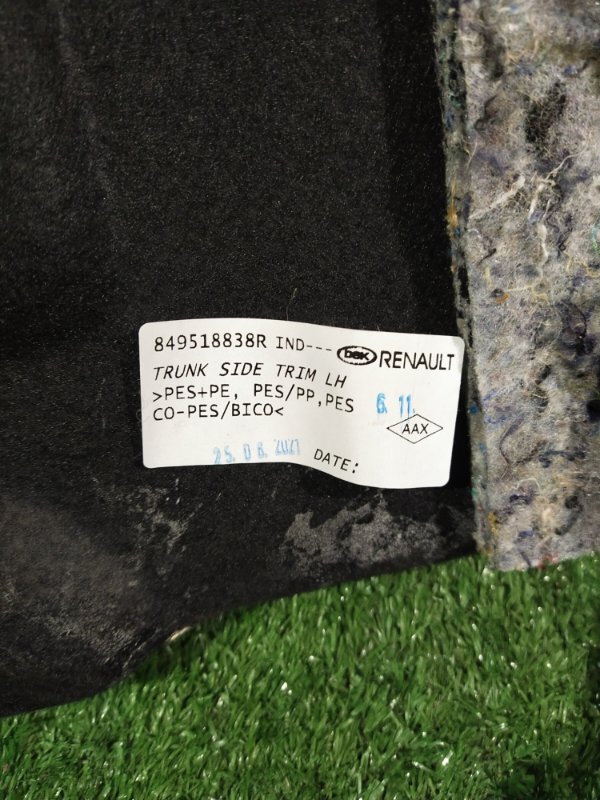 849518838R IND---
bek RENAULT
TRUNK SIDE TRIM LH
>PES+PE, PES/PP,PES
CO-PES/BICO<
6. 11.
AAX
25. 06. 2021 DATE: